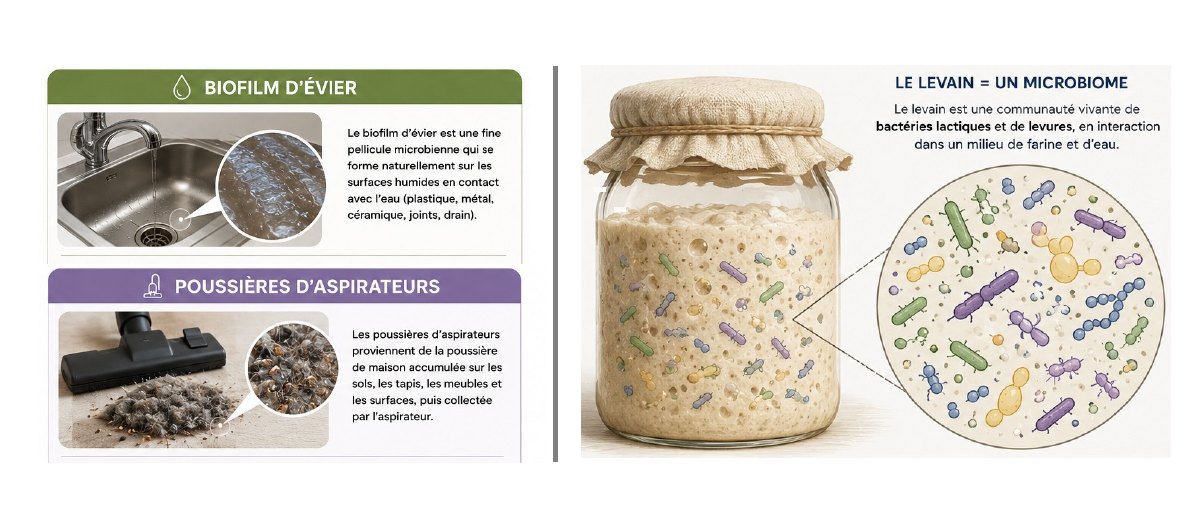 BIOFILM D'ÉVIER
Le biofilm d'évier est une fine
pellicule microbienne qui se
forme naturellement sur les
surfaces humides en contact
avec l'eau (plastique, métal,
céramique, joints, drain).
POUSSIÈRES D'ASPIRATEURS
Les poussières d'aspirateurs
proviennent de la poussière
de maison accumulée sur les
sols, les tapis, les meubles et
les surfaces, puis collectée
par l'aspirateur.
LE LEVAIN = UN MICROBIOME
Le levain est une communauté vivante de
bactéries lactiques et de levures, en interaction
dans un milieu de farine et d'eau.